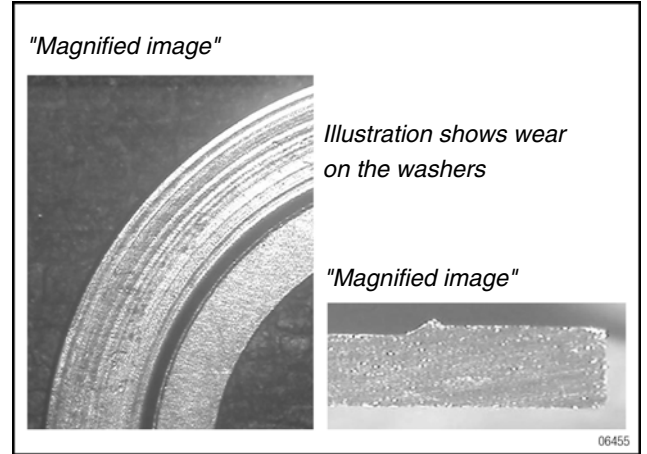 "Magnified image"
Illustration shows wear
on the washers
"Magnified image"
06455